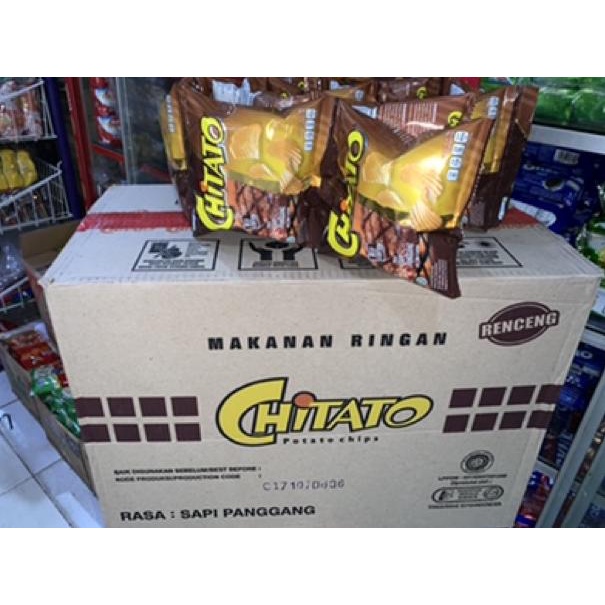 CHITATO
CHITATO
MAKANAN RINGAN
RENCENG
CHITATO
Potato chips
BAIK DIGUNAKAN SEBELUM/BEST BEFORE :
KODE PRODUKSI/PRODUCTION CODE :
RASA : SAPI PANGGANG